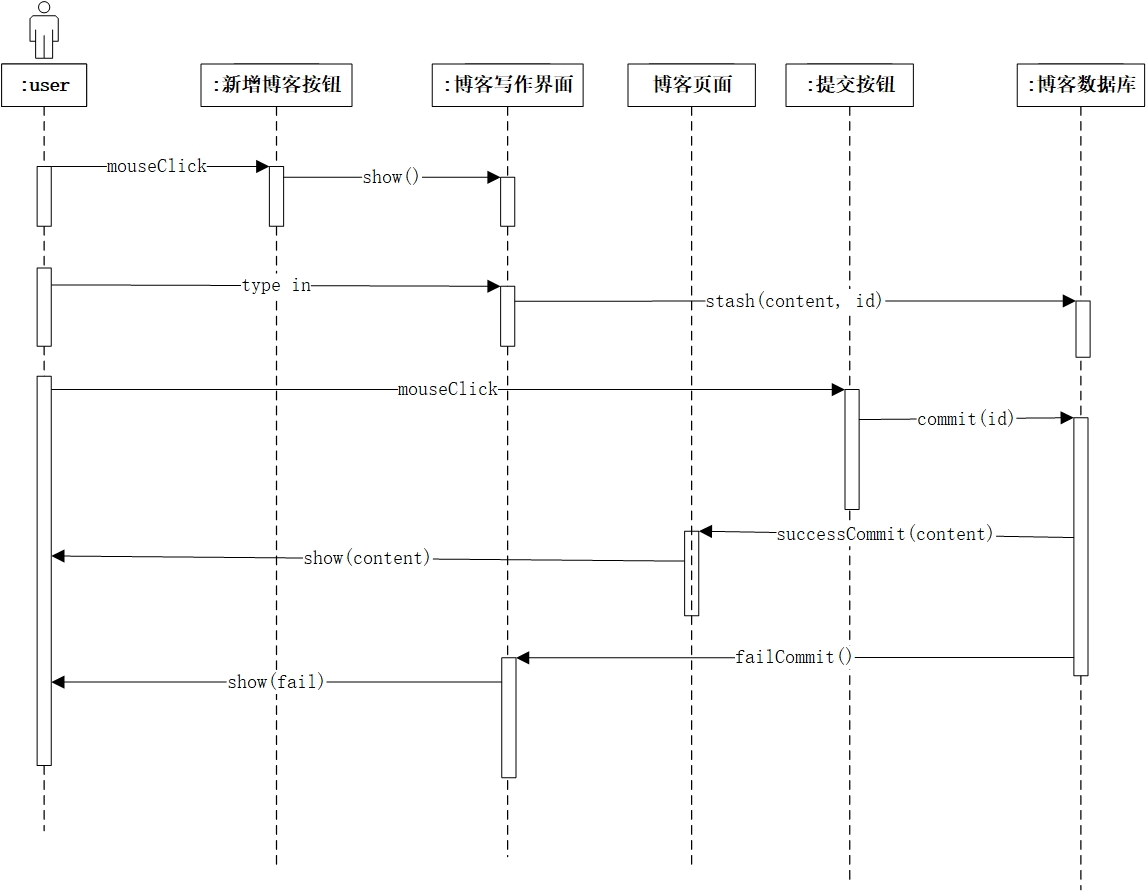 :user
:新增博客按钮
:博客写作界面
博客页面
:提交按钮
:博客数据库
mouseClick
show()
type in
stash(content, id)
mouseClick
commit(id)
successCommit(content)
show(content)
failCommit()
show(fail)